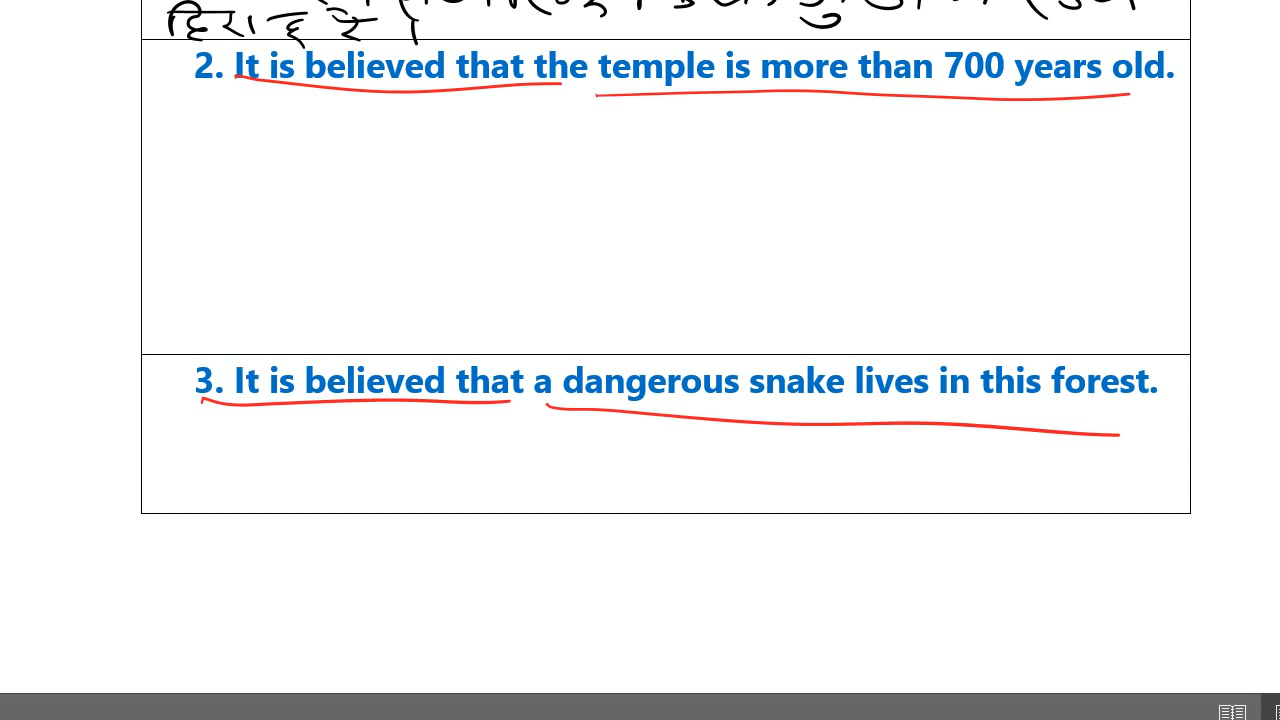 2. It is believed that the temple is more than 700 years old.
3. It is believed that a dangerous snake lives in this forest.